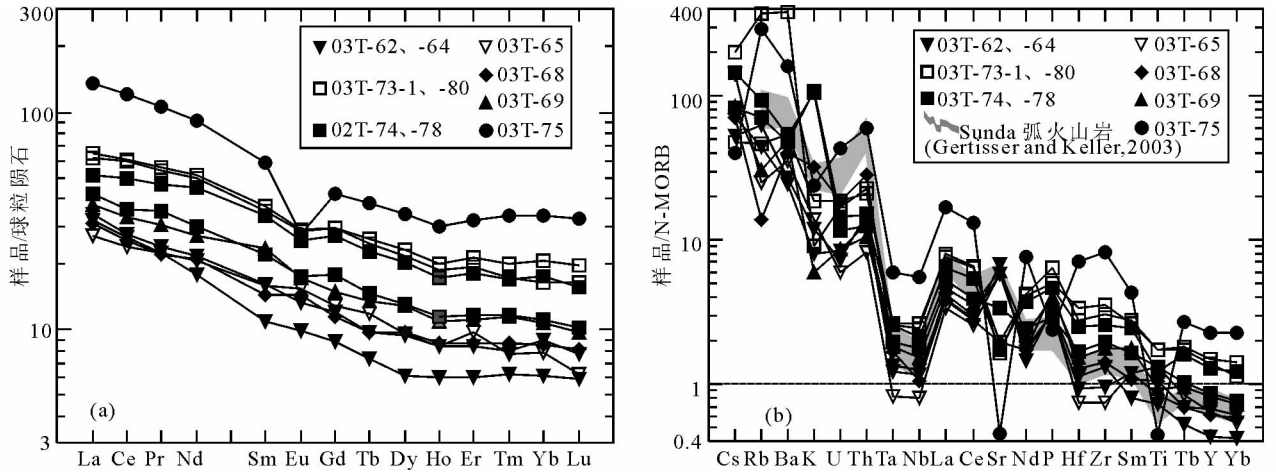 300
100
30
10
3
样品/球粒陨石
03T-62、-64
03T-73-1、-80
02T-74、-78
03T-65
03T-68
03T-69
03T-75
(a)
La Ce Pr Nd Sm Eu Gd Tb Dy Ho Er Tm Yb Lu
400
100
10
1
0.4
样品/N-MORB
03T-62、-64
03T-73-1、-80
03T-74、-78
03T-65
03T-68
03T-69
03T-75
Sunda 弧火山岩
(Gertisser and Keller,2003)
(b)
Cs Rb Ba K U Th Ta Nb La Ce Sr Nd P Hf Zr Sm Ti Tb Y Yb